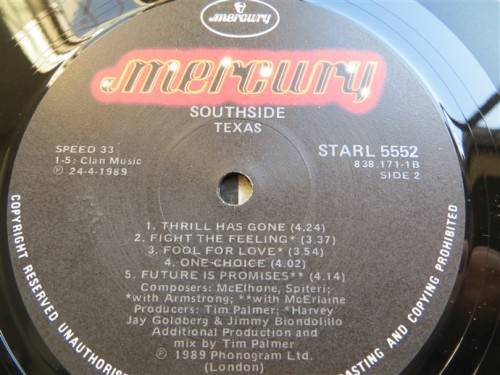 mercury
mercury
SOUTHSIDE
TEXAS
SPEED 33
1-5: Clan Music
℗ 24-4-1989
STARL 5552
838.171-1B
SIDE 2
1. THRILL HAS GONE (4.24)
2. FIGHT THE FEELING* (3.37)
3. FOOL FOR LOVE* (3.54)
4. ONE CHOICE (4.02)
5. FUTURE IS PROMISES** (4.14)
Composers: McElhone, Spiteri;
*with Armstrong; **with McErlaine
Producers: Tim Palmer; *Harvey
Jay Goldberg & Jimmy Biondolillo
Additional Production and
mix by Tim Palmer
℗ 1989 Phonogram Ltd.
(London)
COPYRIGHT RESERVED UNAUTHORIS
CASTING AND COPYING PROHIBITED